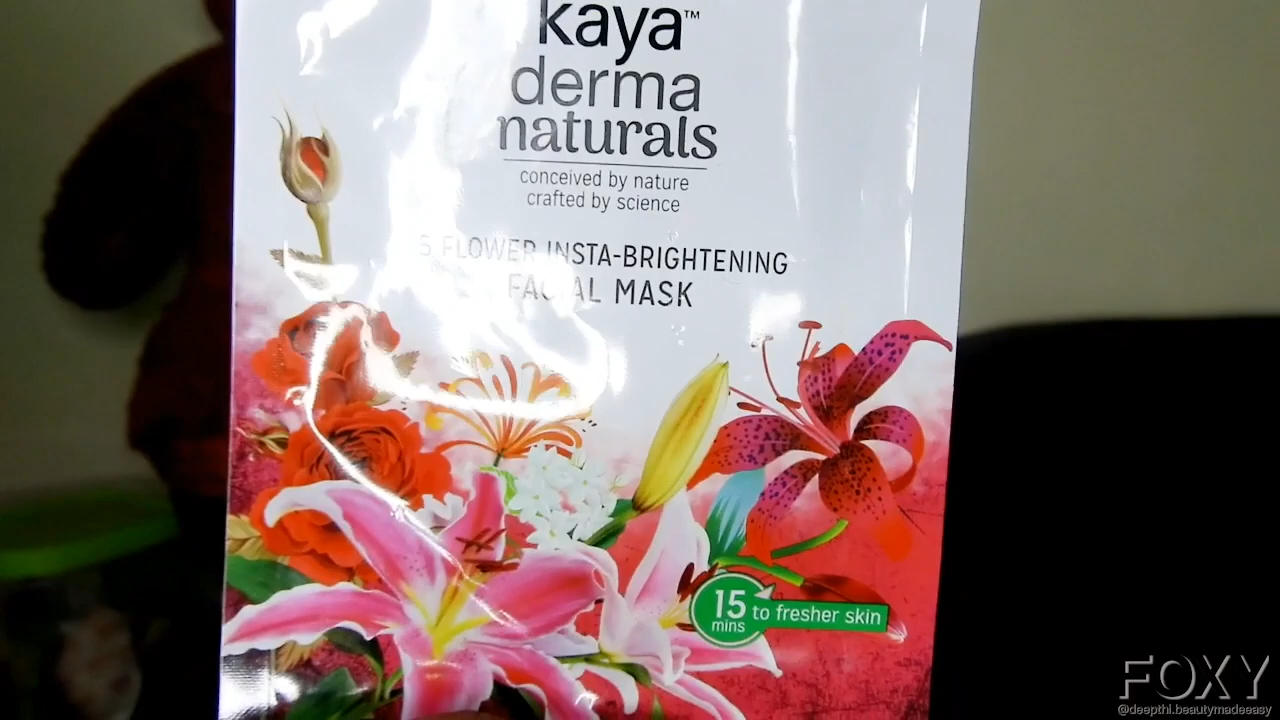 kaya™
derma
naturals
conceived by nature
crafted by science
5 FLOWER INSTA-BRIGHTENING
FACIAL MASK
15
mins
to fresher skin
FOXY
@deepthi.beautymadeeasy